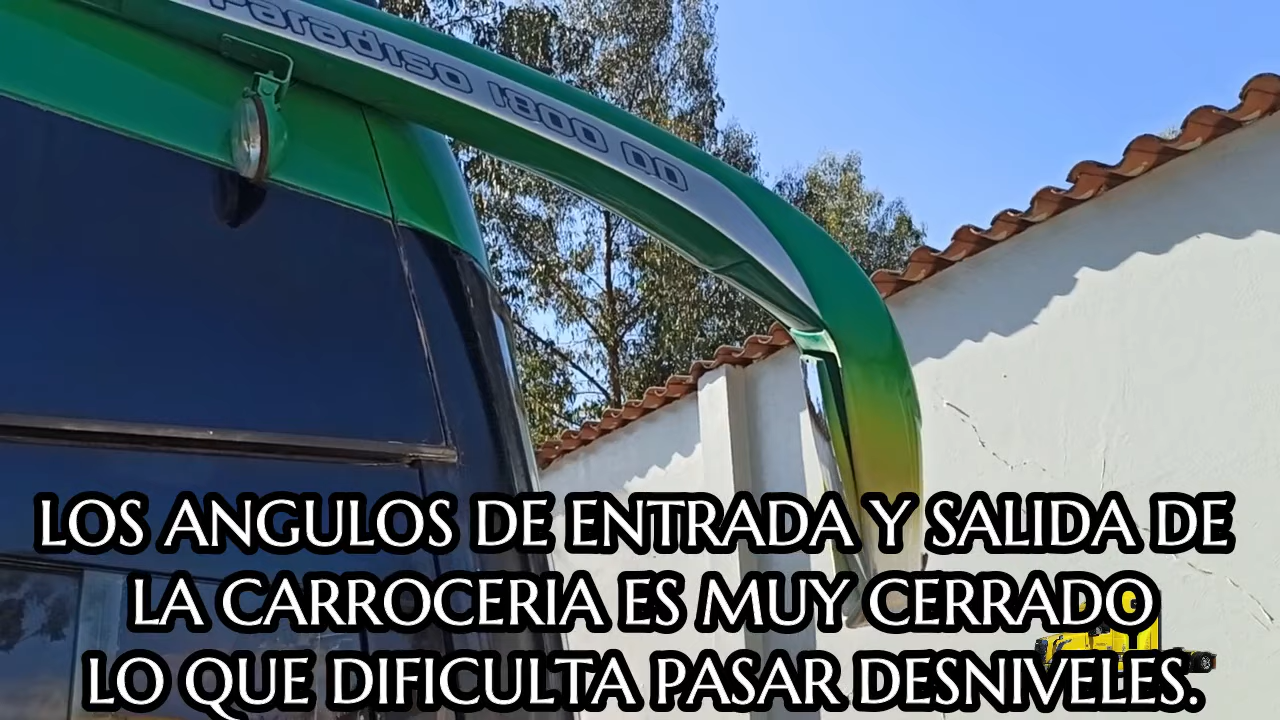 Paradiso 1800 DD
LOS ANGULOS DE ENTRADA Y SALIDA DE
LA CARROCERIA ES MUY CERRADO
LO QUE DIFICULTA PASAR DESNIVELES.